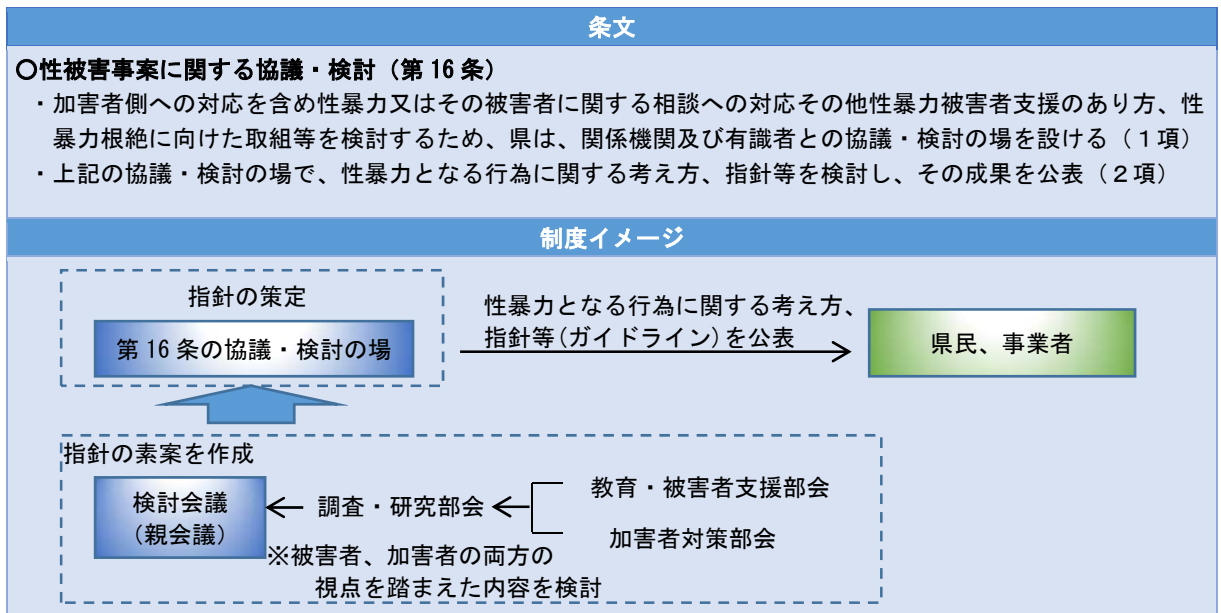 条文
○性被害事案に関する協議・検討（第16条）
・加害者側への対応を含め性暴力又はその被害者に関する相談への対応その他性暴力被害者支援のあり方、性
暴力根絶に向けた取組等を検討するため、県は、関係機関及び有識者との協議・検討の場を設ける（１項）
・上記の協議・検討の場で、性暴力となる行為に関する考え方、指針等を検討し、その成果を公表（２項）
制度イメージ
指針の策定
第16条の協議・検討の場
性暴力となる行為に関する考え方、
指針等(ガイドライン)を公表
県民、事業者
指針の素案を作成
検討会議
(親会議)
調査・研究部会
教育・被害者支援部会
加害者対策部会
※被害者、加害者の両方の
視点を踏まえた内容を検討